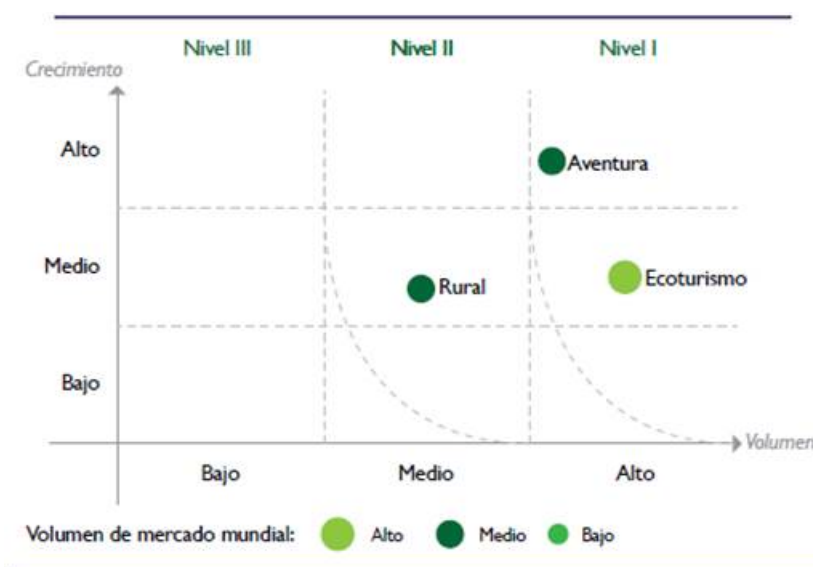 Nivel III Nivel II Nivel I
Crecimiento
Alto
Aventura
Medio
Rural
Ecoturismo
Bajo
Volumen
Bajo Medio Alto
Volumen de mercado mundial: Alto Medio Bajo